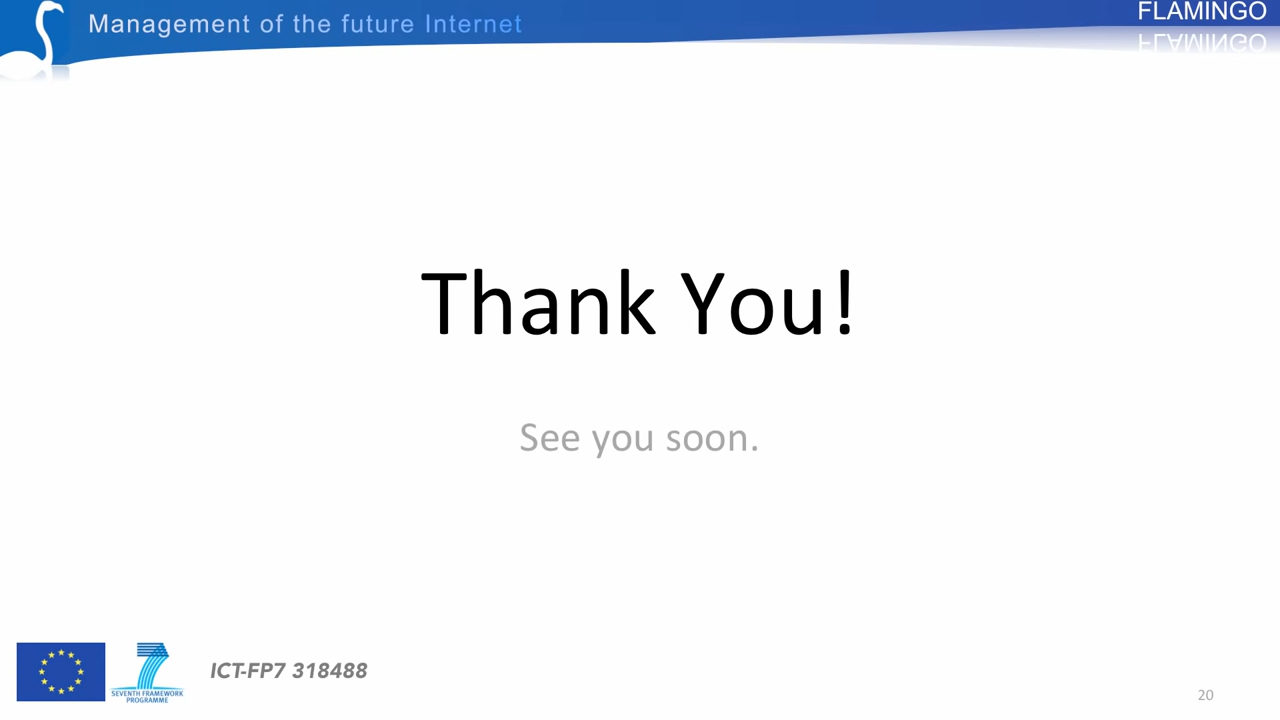 Management of the future Internet
FLAMINGO
Thank You!
See you soon.
SEVENTH FRAMEWORK
PROGRAMME
ICT-FP7 318488
20